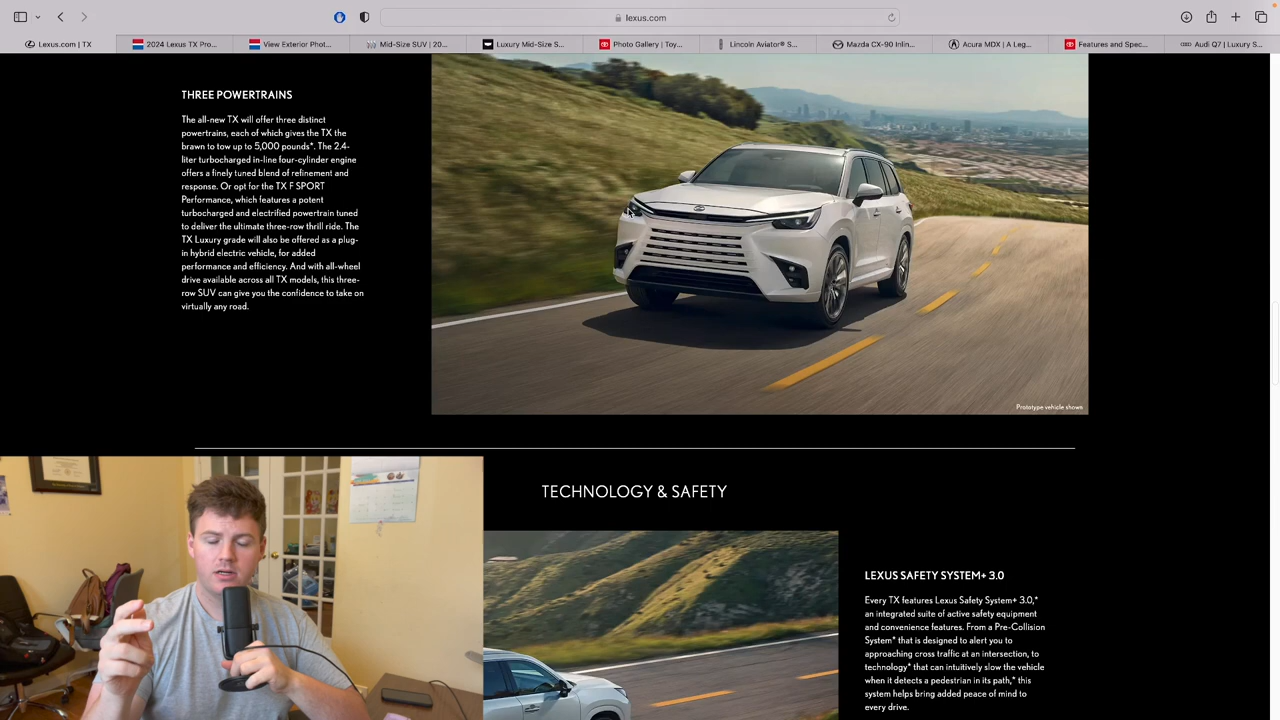 lexus.com
Lexus.com | TX
2024 Lexus TX Pro...
View Exterior Phot...
Mid-Size SUV | 20...
Luxury Mid-Size S...
Photo Gallery | Toy...
Lincoln Aviator® S...
Mazda CX-90 Inlin...
Acura MDX | A Leg...
Features and Spec...
Audi Q7 | Luxury S...
THREE POWERTRAINS
The all-new TX will offer three distinct
powertrains, each of which gives the TX the
brawn to tow up to 5,000 pounds*. The 2.4-
liter turbocharged in-line four-cylinder engine
offers a finely tuned blend of refinement and
response. Or opt for the TX F SPORT
Performance, which features a potent
turbocharged and electrified powertrain tuned
to deliver the ultimate three-row thrill ride. The
TX Luxury grade will also be offered as a plug-
in hybrid electric vehicle, for added
performance and efficiency. And with all-wheel
drive available across all TX models, this three-
row SUV can give you the confidence to take on
virtually any road.
Prototype vehicle shown
TECHNOLOGY & SAFETY
LEXUS SAFETY SYSTEM+ 3.0
Every TX features Lexus Safety System+ 3.0,*
an integrated suite of active safety equipment
and convenience features. From a Pre-Collision
System* that is designed to alert you to
approaching cross traffic at an intersection, to
technology* that can intuitively slow the vehicle
when it detects a pedestrian in its path,* this
system helps bring added peace of mind to
every drive.